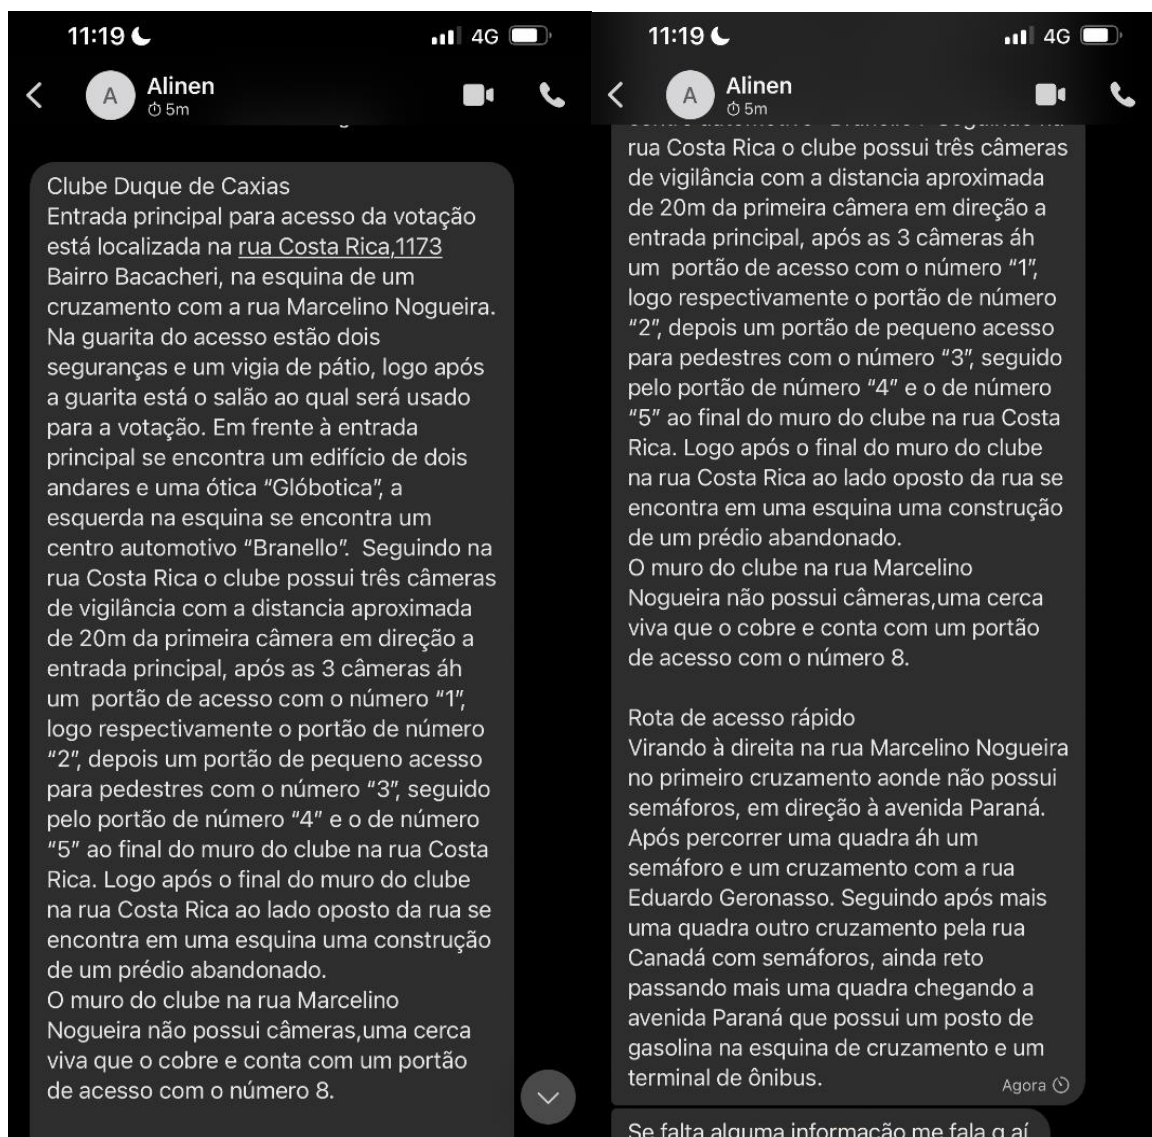 11:19
4G
Alinen
5m
Clube Duque de Caxias
Entrada principal para acesso da votação
está localizada na rua Costa Rica,1173
Bairro Bacacheri, na esquina de um
cruzamento com a rua Marcelino Nogueira.
Na guarita do acesso estão dois
seguranças e um vigia de pátio, logo após
a guarita está o salão ao qual será usado
para a votação. Em frente à entrada
principal se encontra um edifício de dois
andares e uma ótica “Glóbotica”, a
esquerda na esquina se encontra um
centro automotivo “Branello”.  Seguindo na
rua Costa Rica o clube possui três câmeras
de vigilância com a distancia aproximada
de 20m da primeira câmera em direção a
entrada principal, após as 3 câmeras áh
um  portão de acesso com o número “1”,
logo respectivamente o portão de número
“2”, depois um portão de pequeno acesso
para pedestres com o número “3”, seguido
pelo portão de número “4” e o de número
“5” ao final do muro do clube na rua Costa
Rica. Logo após o final do muro do clube
na rua Costa Rica ao lado oposto da rua se
encontra em uma esquina uma construção
de um prédio abandonado.
O muro do clube na rua Marcelino
Nogueira não possui câmeras,uma cerca
viva que o cobre e conta com um portão
de acesso com o número 8.
11:19
4G
A
Alinen
5m
rua Costa Rica o clube possui três câmeras
de vigilância com a distancia aproximada
de 20m da primeira câmera em direção a
entrada principal, após as 3 câmeras áh
um  portão de acesso com o número “1”,
logo respectivamente o portão de número
“2”, depois um portão de pequeno acesso
para pedestres com o número “3”, seguido
pelo portão de número “4” e o de número
“5” ao final do muro do clube na rua Costa
Rica. Logo após o final do muro do clube
na rua Costa Rica ao lado oposto da rua se
encontra em uma esquina uma construção
de um prédio abandonado.
O muro do clube na rua Marcelino
Nogueira não possui câmeras,uma cerca
viva que o cobre e conta com um portão
de acesso com o número 8.
Rota de acesso rápido
Virando à direita na rua Marcelino Nogueira
no primeiro cruzamento aonde não possui
semáforos, em direção à avenida Paraná.
Após percorrer uma quadra áh um
semáforo e um cruzamento com a rua
Eduardo Geronasso. Seguindo após mais
uma quadra outro cruzamento pela rua
Canadá com semáforos, ainda reto
passando mais uma quadra chegando a
avenida Paraná que possui um posto de
gasolina na esquina de cruzamento e um
terminal de ônibus.
Agora
Se falta alguma informação me fala q aí